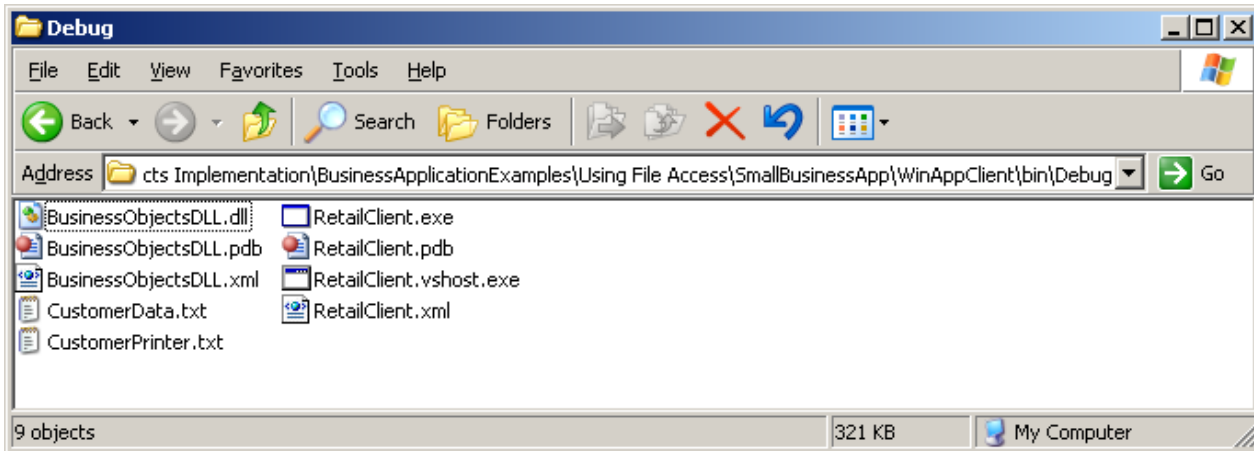 Debug
File Edit View Favorites Tools Help
Back Search Folders
Address cts Implementation\BusinessApplicationExamples\Using File Access\SmallBusinessApp\WinAppClient\bin\Debug Go
BusinessObjectsDLL.dll RetailClient.exe
BusinessObjectsDLL.pdb RetailClient.pdb
BusinessObjectsDLL.xml RetailClient.vshost.exe
CustomerData.txt RetailClient.xml
CustomerPrinter.txt
9 objects 321 KB My Computer